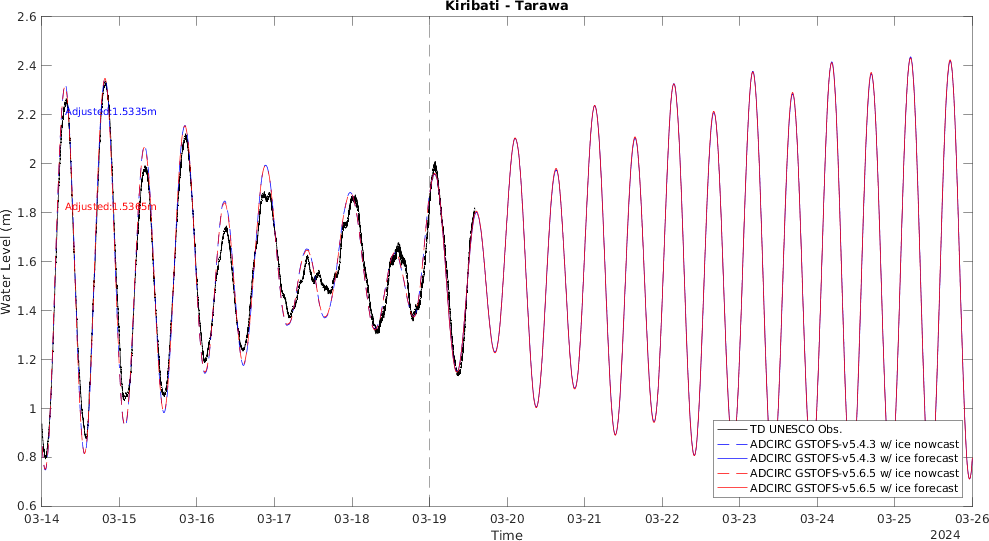 Kiribati - Tarawa
2.6
2.4
2.2
2
1.8
1.6
1.4
1.2
1
0.8
0.6
Water Level (m)
Adjusted:1.5335m
Adjusted:1.5365m
TD UNESCO Obs.
ADCIRC GSTOFS-v5.4.3 w/ ice nowcast
ADCIRC GSTOFS-v5.4.3 w/ ice forecast
ADCIRC GSTOFS-v5.6.5 w/ ice nowcast
ADCIRC GSTOFS-v5.6.5 w/ ice forecast
03-14 03-15 03-16 03-17 03-18 03-19 03-20 03-21 03-22 03-23 03-24 03-25 03-26
Time
2024